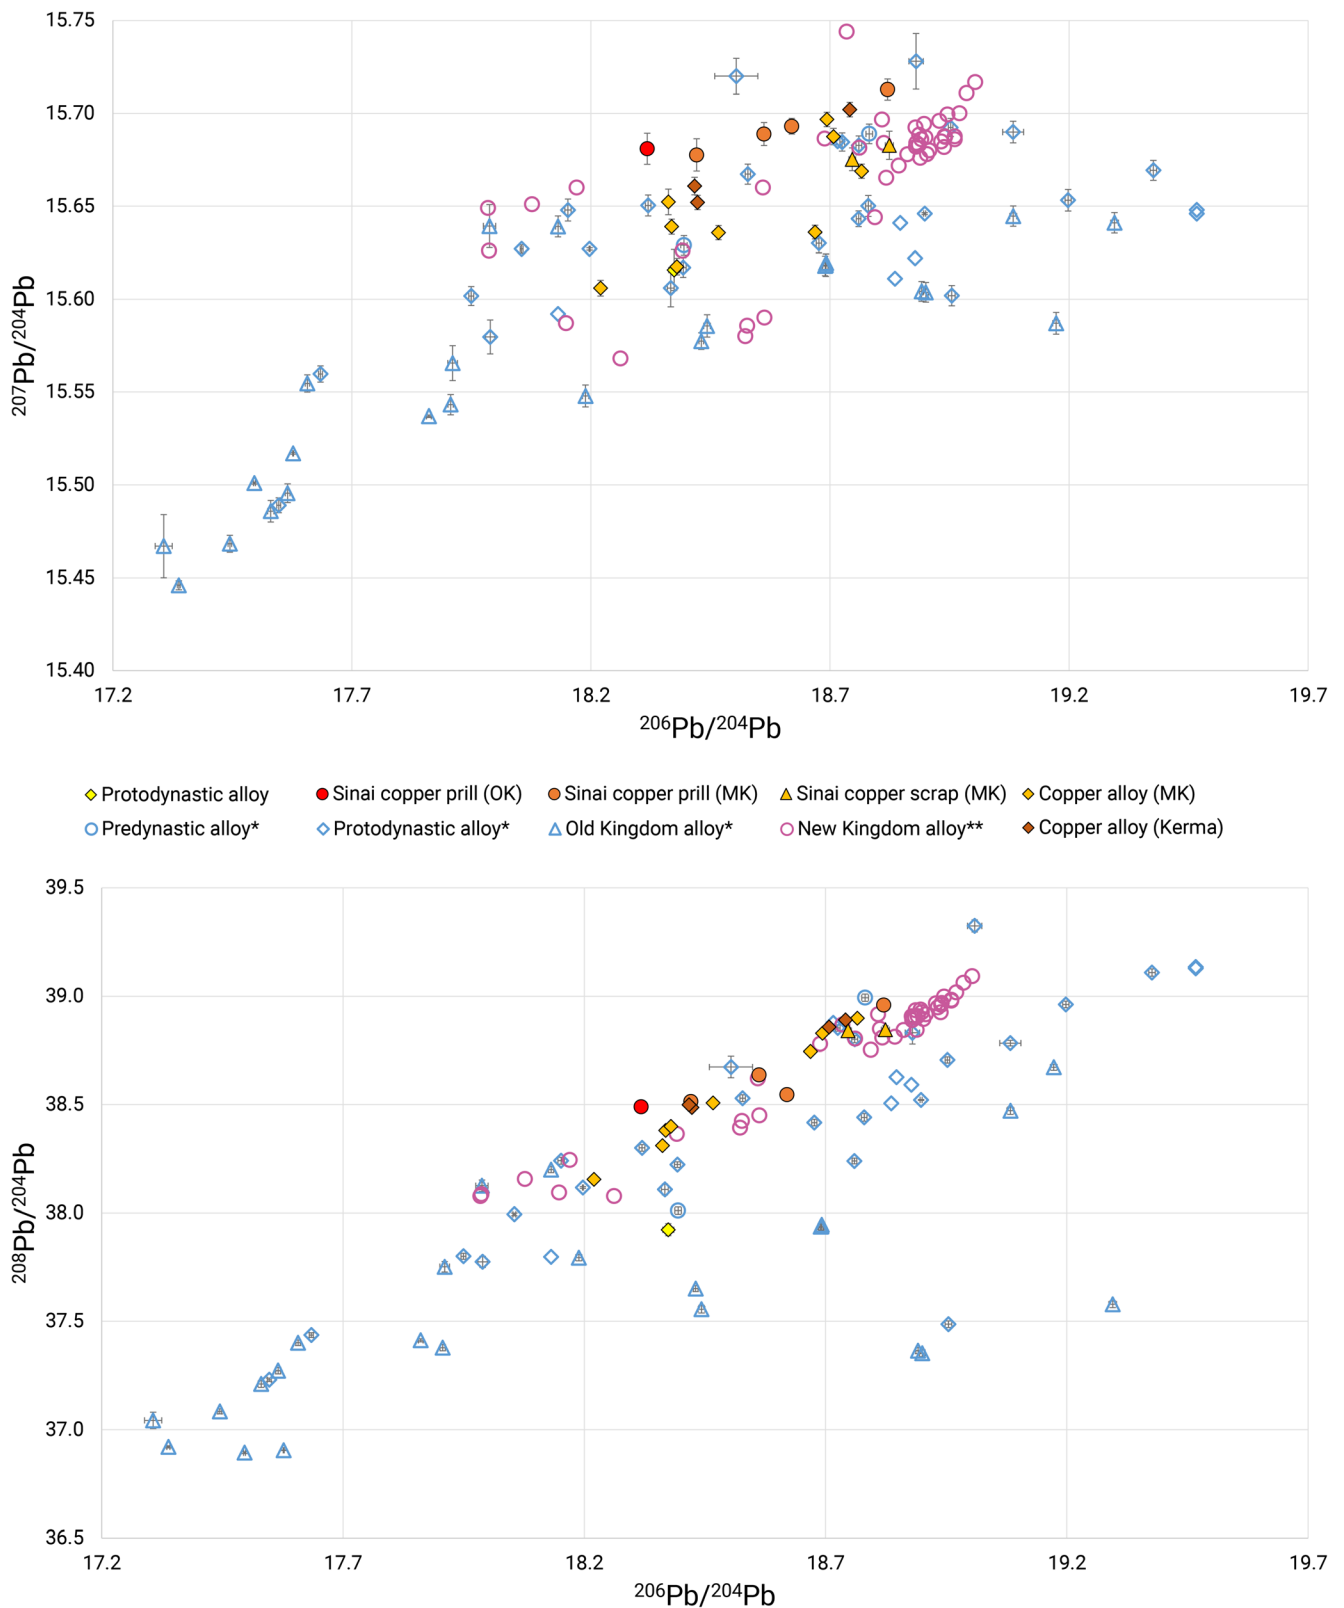 15.75
15.70
15.65
15.60
15.55
15.50
15.45
15.40
²⁰⁷Pb/²⁰⁴Pb
17.2 17.7 18.2 18.7 19.2 19.7
²⁰⁶Pb/²⁰⁴Pb
Protodynastic alloy Sinai copper prill (OK) Sinai copper prill (MK) Sinai copper scrap (MK) Copper alloy (MK)
Predynastic alloy* Protodynastic alloy* Old Kingdom alloy* New Kingdom alloy** Copper alloy (Kerma)
39.5
39.0
38.5
38.0
37.5
37.0
36.5
²⁰⁸Pb/²⁰⁴Pb
17.2 17.7 18.2 18.7 19.2 19.7
²⁰⁶Pb/²⁰⁴Pb